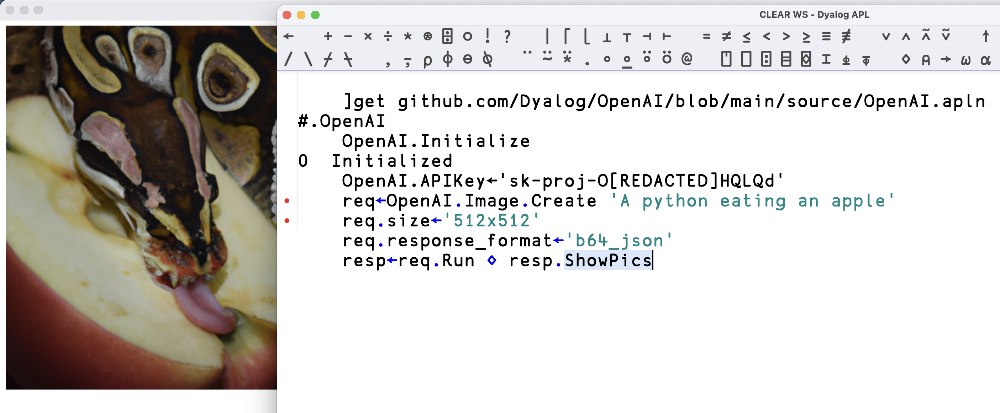 CLEAR WS - Dyalog APL
← + - × ÷ * ⍟ ⌹ ○ ! ? | ⌈ ⌊ ⊥ ⊤ ⊣ ⊢ = ≠ ≤ < > ≥ ≡ ≢ ∨ ∧ ⍲ ⍱ ↑
/ \ ⌿ ⍀ , ⍪ ⍴ ⌽ ⊖ ⍉ ¨ ⍨ ⍣ . ∘ ⍛ ⍤ ⍥ @ ⍞ ⎕ ⍠ ⌸ ⌺ ⌶ ⍎ ⍕ ⋄ ⍝ → ⍵ ⍺
]get github.com/Dyalog/OpenAI/blob/main/source/OpenAI.apln
#.OpenAI
OpenAI.Initialize
0 Initialized
OpenAI.APIKey←'sk-proj-O[REDACTED]HQLQd'
req←OpenAI.Image.Create 'A python eating an apple'
req.size←'512x512'
req.response_format←'b64_json'
resp←req.Run ⋄ resp.ShowPics